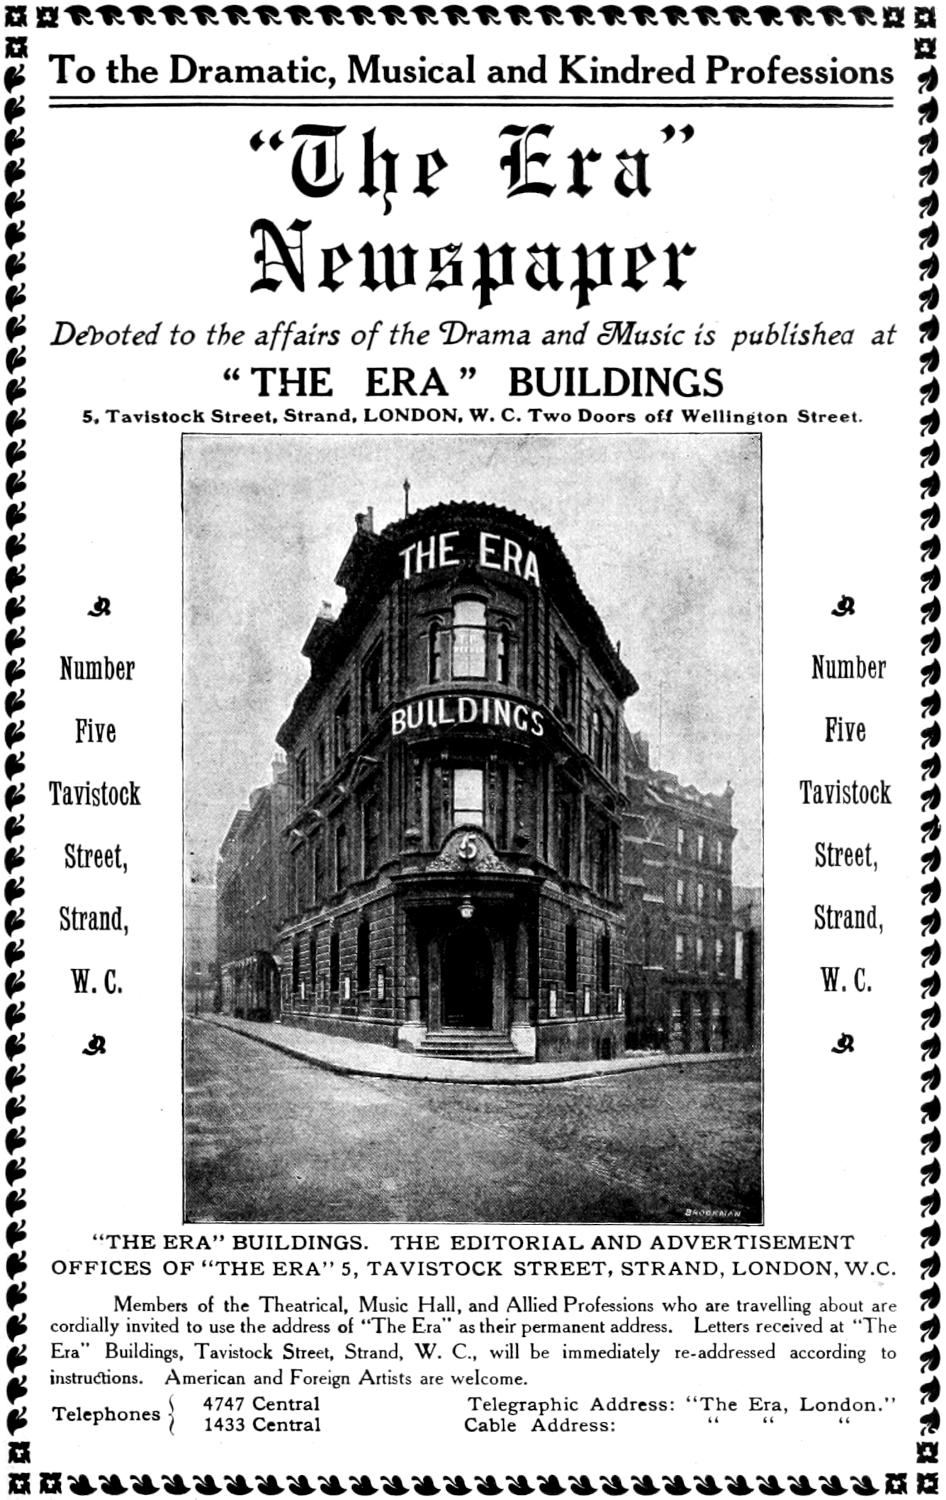 To the Dramatic, Musical and Kindred Professions
“The Era”
Newspaper
Devoted to the affairs of the Drama and Music is published at
“THE ERA” BUILDINGS
5, Tavistock Street, Strand, LONDON, W. C. Two Doors off Wellington Street.
THE ERA
BUILDINGS
5
BROOKMAN
Number
Five
Tavistock
Street,
Strand,
W. C.
Number
Five
Tavistock
Street,
Strand,
W. C.
“THE ERA” BUILDINGS. THE EDITORIAL AND ADVERTISEMENT
OFFICES OF “THE ERA” 5, TAVISTOCK STREET, STRAND, LONDON, W.C.
Members of the Theatrical, Music Hall, and Allied Professions who are travelling about are
cordially invited to use the address of “The Era” as their permanent address. Letters received at “The
Era” Buildings, Tavistock Street, Strand, W. C., will be immediately re-addressed according to
instructions. American and Foreign Artists are welcome.
Telephones { 4747 Central
1433 Central
Telegraphic Address: “The Era, London.”
Cable Address: “ “ “